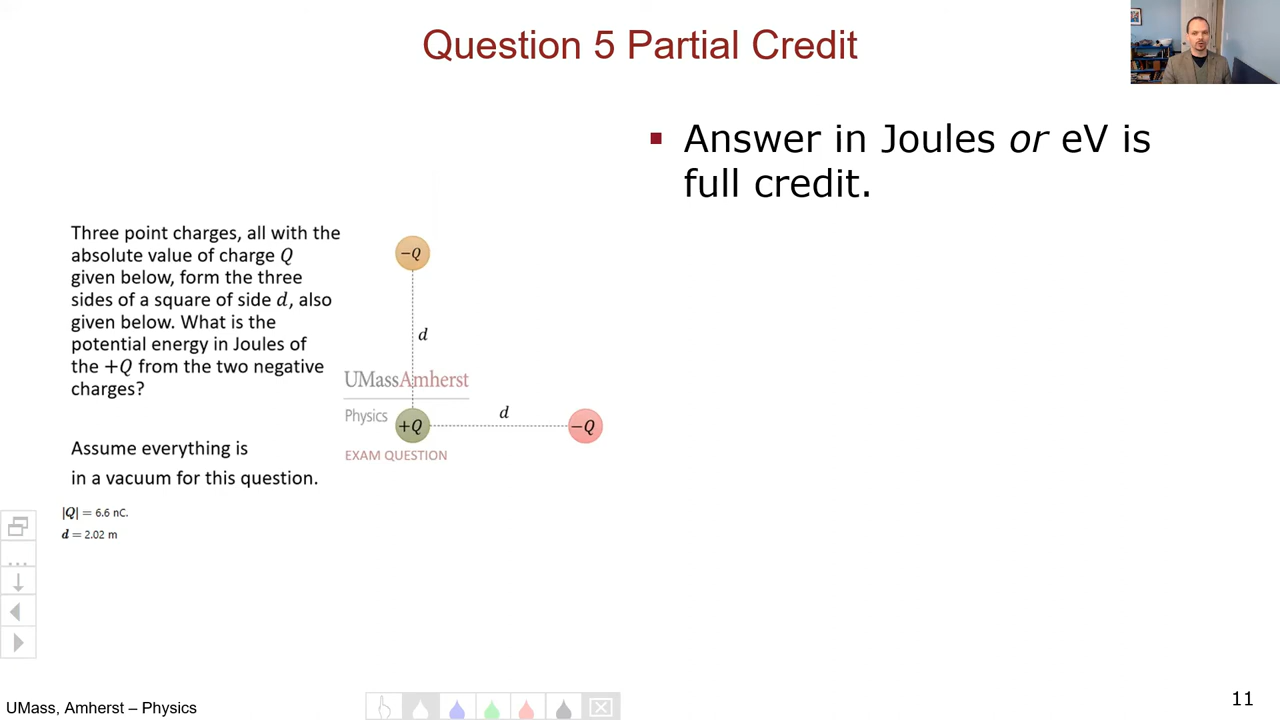 Question 5 Partial Credit
▪ Answer in Joules or eV is
full credit.
Three point charges, all with the
absolute value of charge Q
given below, form the three
sides of a square of side d, also
given below. What is the
potential energy in Joules of
the +Q from the two negative
charges?
Assume everything is
in a vacuum for this question.
|Q| = 6.6 nC.
d = 2.02 m
−Q
d
UMassAmherst
Physics
+Q
d
−Q
EXAM QUESTION
UMass, Amherst – Physics
11